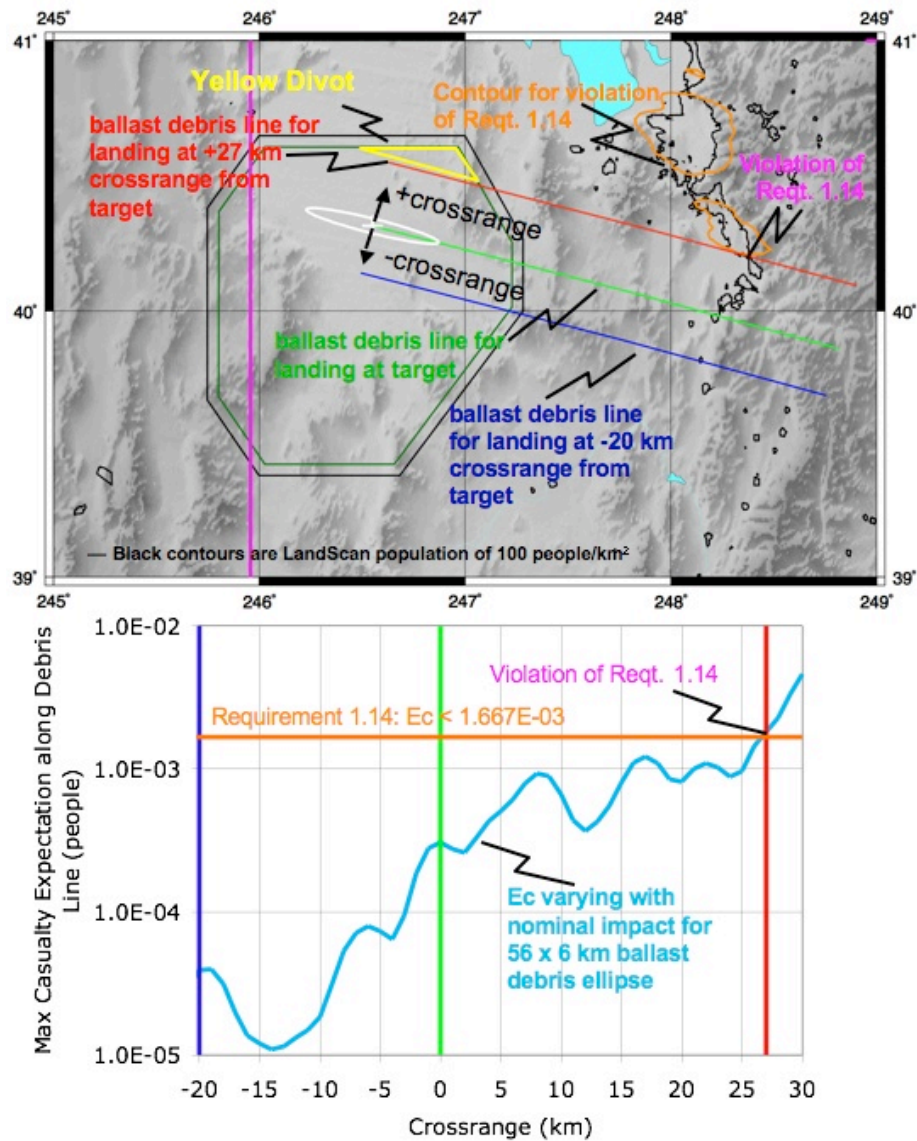 245° 246° 247° 248° 249°
41° 41°
Yellow Divot
Contour for violation
of Reqt. 1.14
ballast debris line for
landing at +27 km
crossrange from
target
Violation of
Reqt. 1.14
+crossrange
-crossrange
40° 40°
ballast debris line for
landing at target
ballast debris line
for landing at -20 km
crossrange from
target
— Black contours are LandScan population of 100 people/km²
39° 39°
245° 246° 247° 248° 249°
Max Casualty Expectation along Debris
Line (people)
1.0E-02
Violation of Reqt. 1.14
Requirement 1.14: Ec < 1.667E-03
1.0E-03
1.0E-04
Ec varying with
nominal impact for
56 x 6 km ballast
debris ellipse
1.0E-05
-20 -15 -10 -5 0 5 10 15 20 25 30
Crossrange (km)